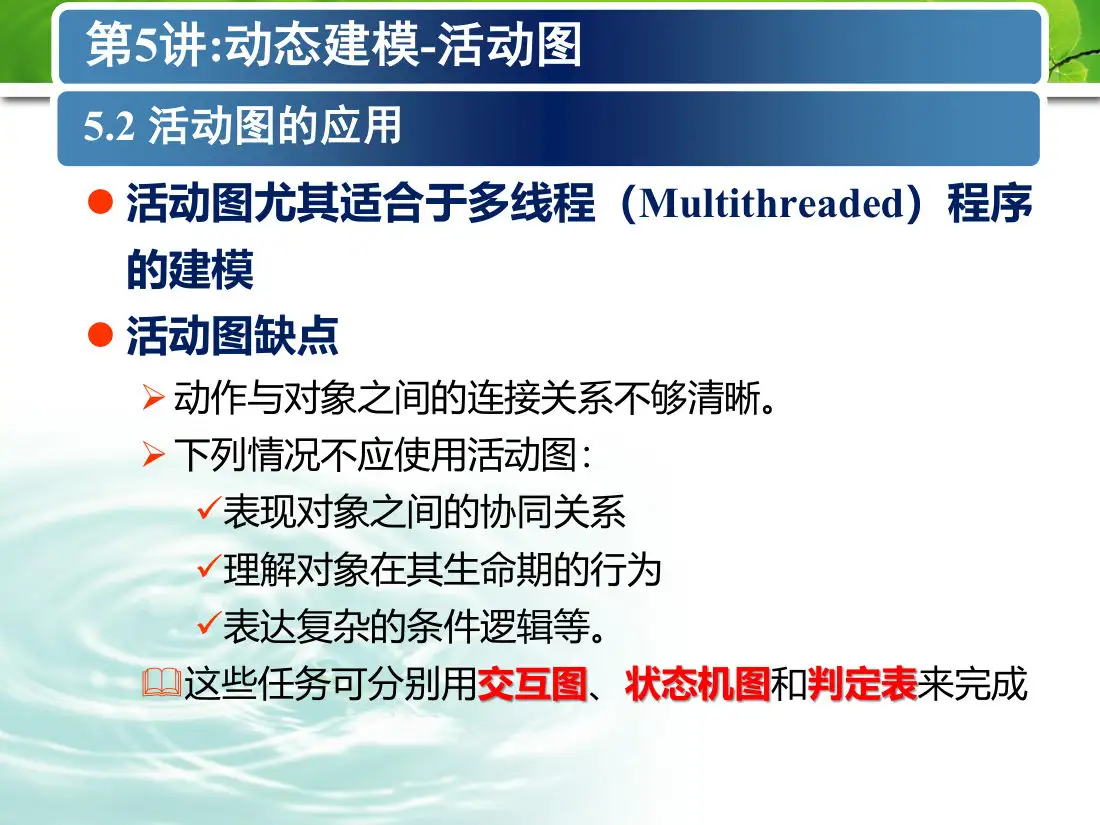 第5讲:动态建模-活动图
5.2 活动图的应用
活动图尤其适合于多线程（Multithreaded）程序
的建模
活动图缺点
动作与对象之间的连接关系不够清晰。
下列情况不应使用活动图：
表现对象之间的协同关系
理解对象在其生命期的行为
表达复杂的条件逻辑等。
这些任务可分别用交互图、状态机图和判定表来完成